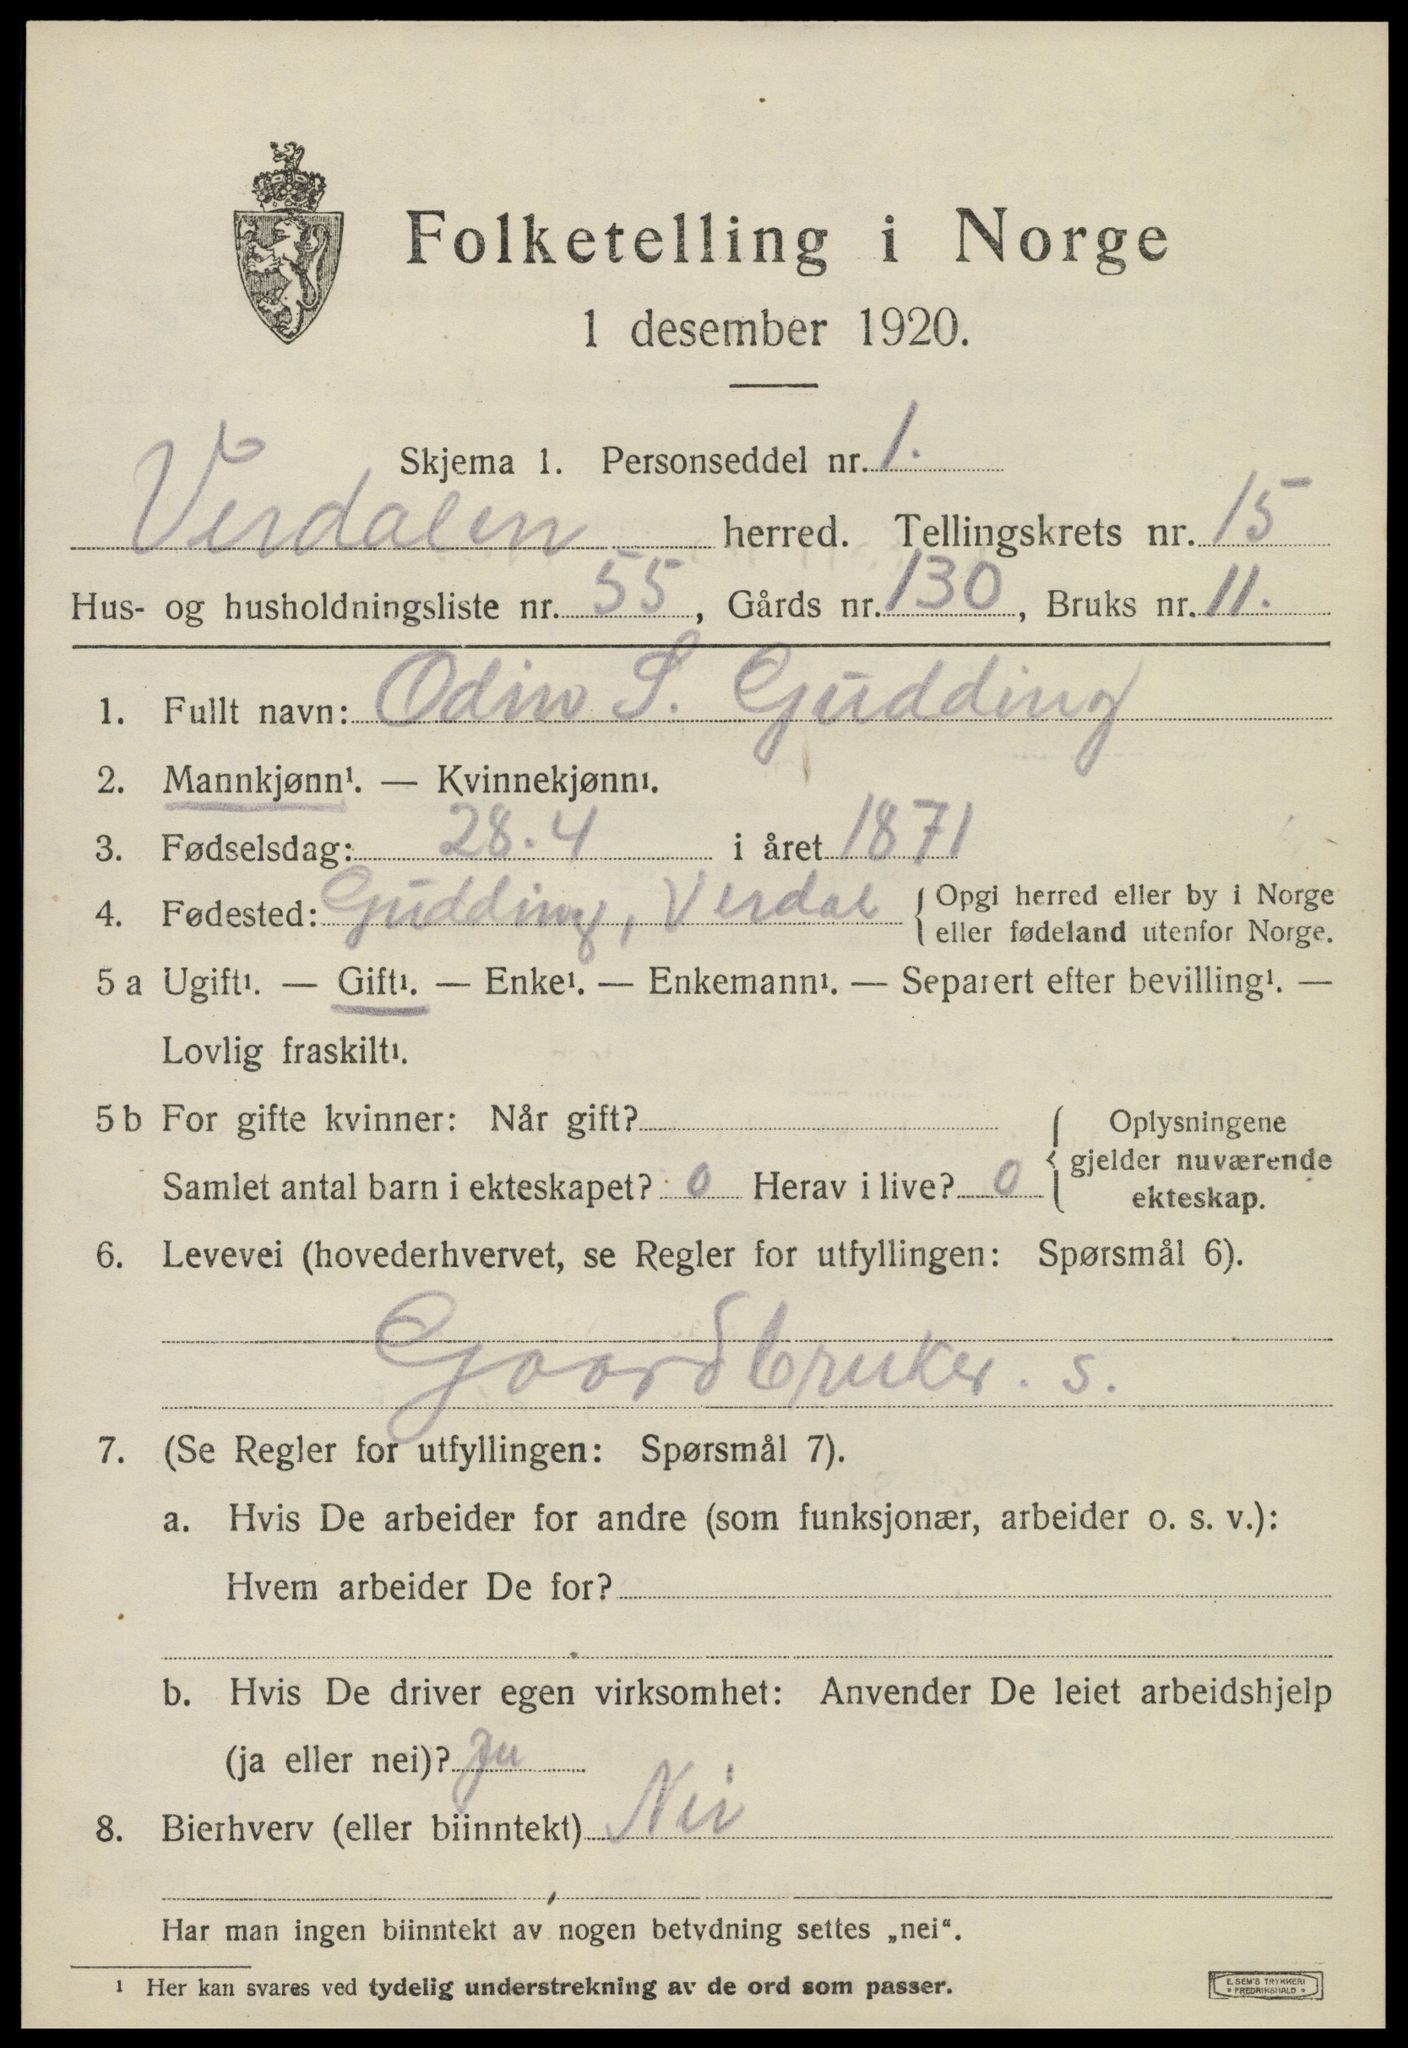 Folketelling i Norge
1 desember 1920.
Skjema 1. Personseddel nr. 1.
Verdalen herred. Tellingskrets nr. 15
Hus- og husholdningsliste nr. 55, Gårds nr. 130, Bruks nr. 11.
1. Fullt navn: Odin S. Gudding
2. Mannkjønn¹. — Kvinnekjønn¹.
3. Fødselsdag: 28.4 i året 1871
4. Fødested: Gudding, Verdal { Opgi herred eller by i Norge
eller fødeland utenfor Norge.
5 a Ugift¹. — Gift¹. — Enke¹. — Enkemann¹. — Separert efter bevilling¹. —
Lovlig fraskilt¹.
5 b For gifte kvinner: Når gift?
Samlet antal barn i ekteskapet? 0 Herav i live? 0
{ Oplysningene
gjelder nuværende
ekteskap.
6. Levevei (hovederhvervet, se Regler for utfyllingen: Spørsmål 6).
Gaardbruker. s.
7. (Se Regler for utfyllingen: Spørsmål 7).
a. Hvis De arbeider for andre (som funksjonær, arbeider o. s. v.):
Hvem arbeider De for?
b. Hvis De driver egen virksomhet: Anvender De leiet arbeidshjelp
(ja eller nei)? Ja
8. Bierhverv (eller biinntekt) Nei
Har man ingen biinntekt av nogen betydning settes „nei“.
¹ Her kan svares ved tydelig understrekning av de ord som passer.
E. SEM'S TRYKKERI
FREDRIKSHALD